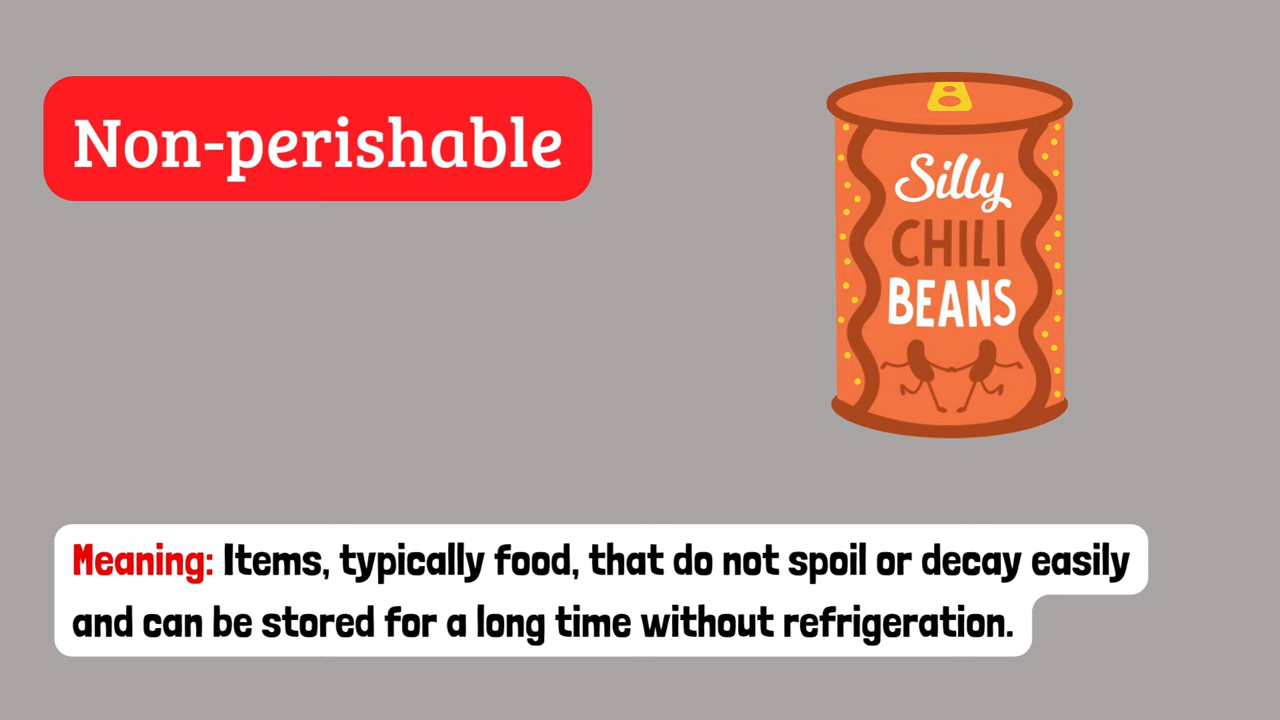 Non-perishable
Silly
CHILI
BEANS
Meaning: Items, typically food, that do not spoil or decay easily
and can be stored for a long time without refrigeration.